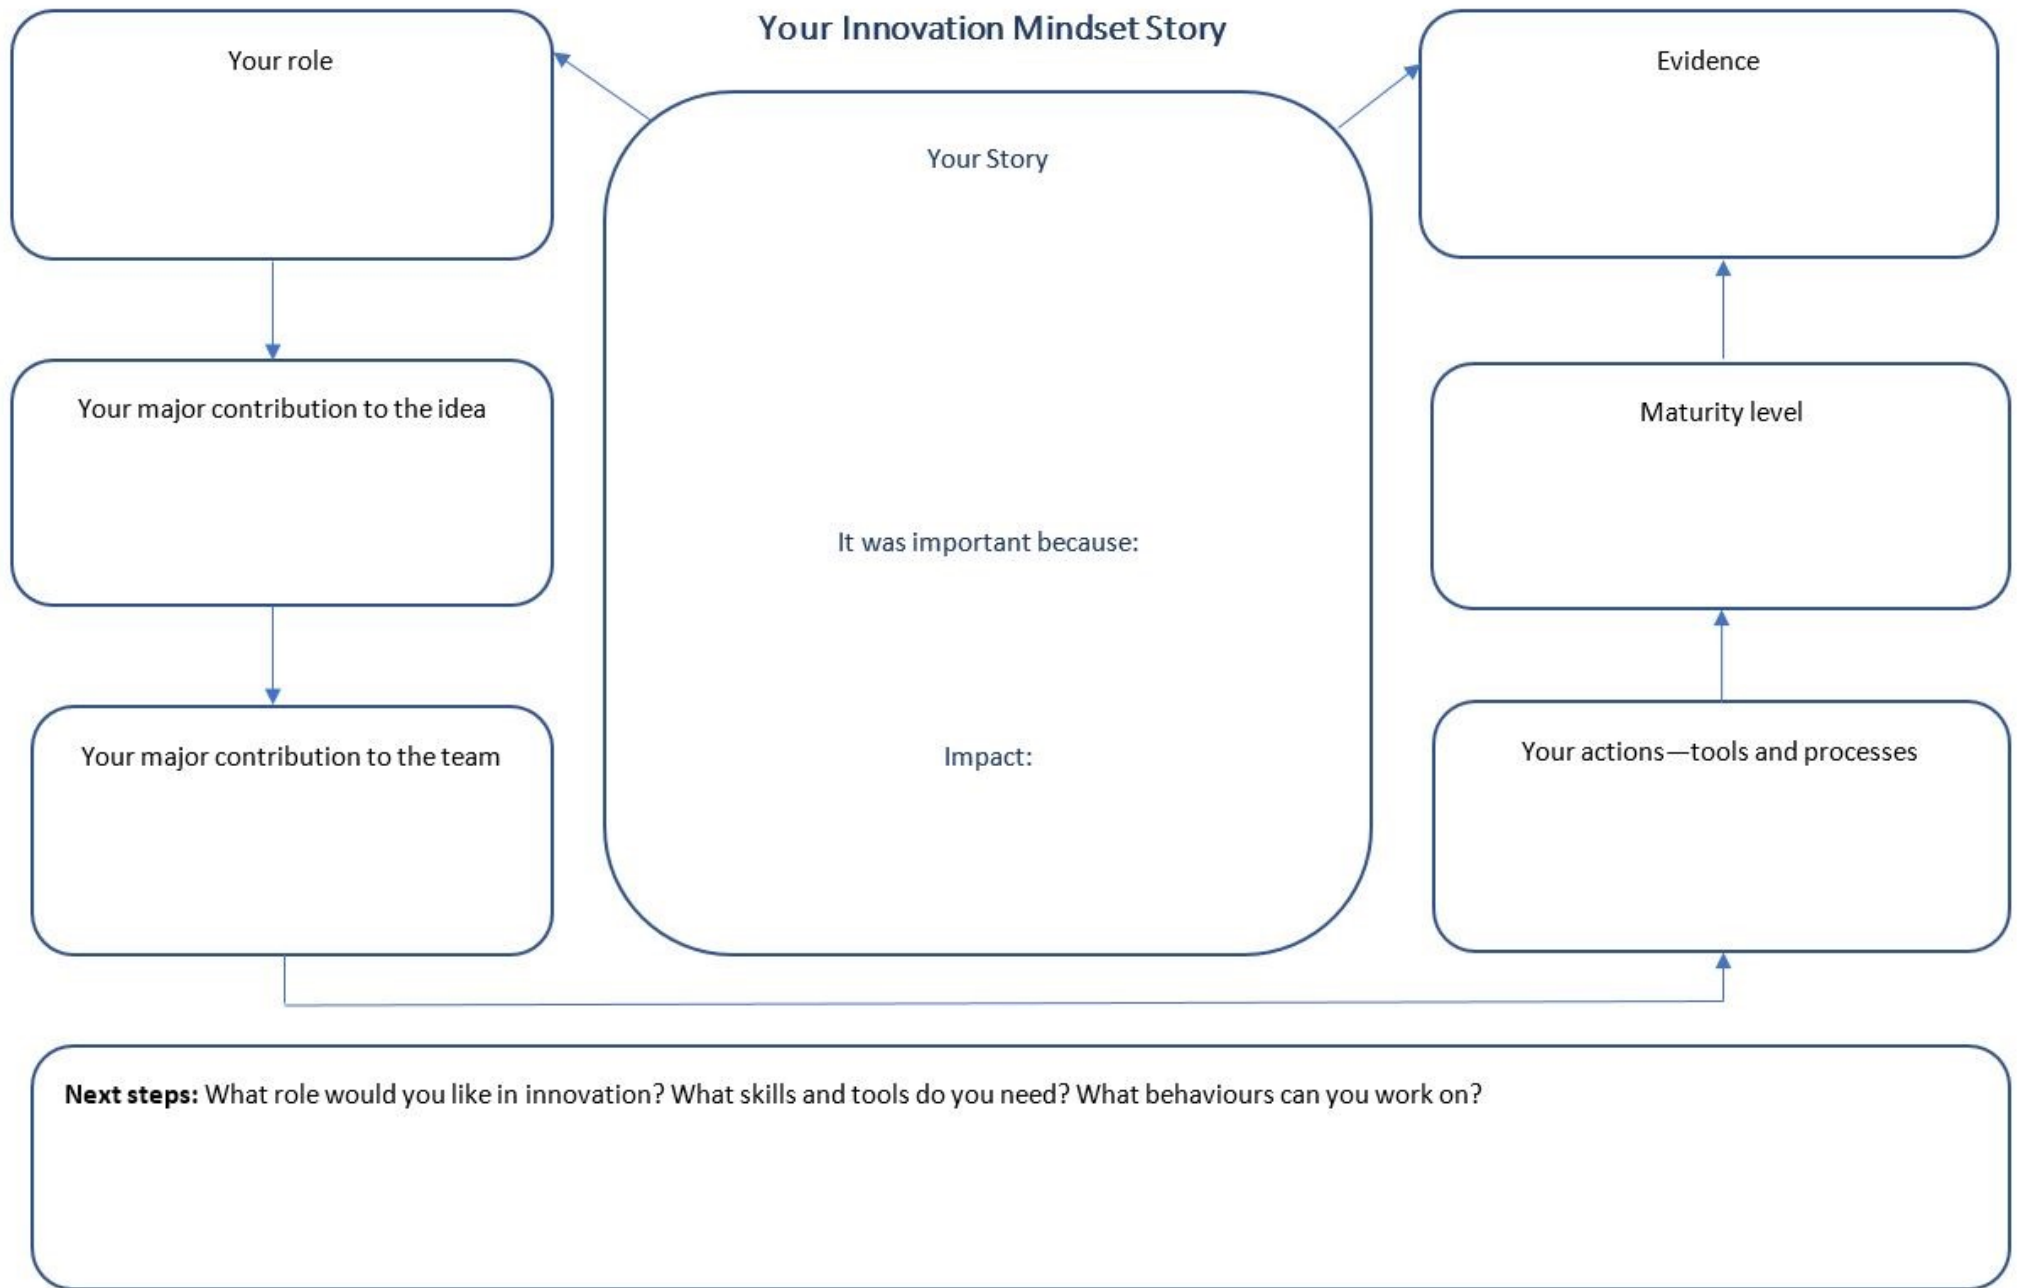 Your Innovation Mindset Story
Your role
Your major contribution to the idea
Your major contribution to the team
Your Story
It was important because:
Impact:
Evidence
Maturity level
Your actions—tools and processes
Next steps: What role would you like in innovation? What skills and tools do you need? What behaviours can you work on?